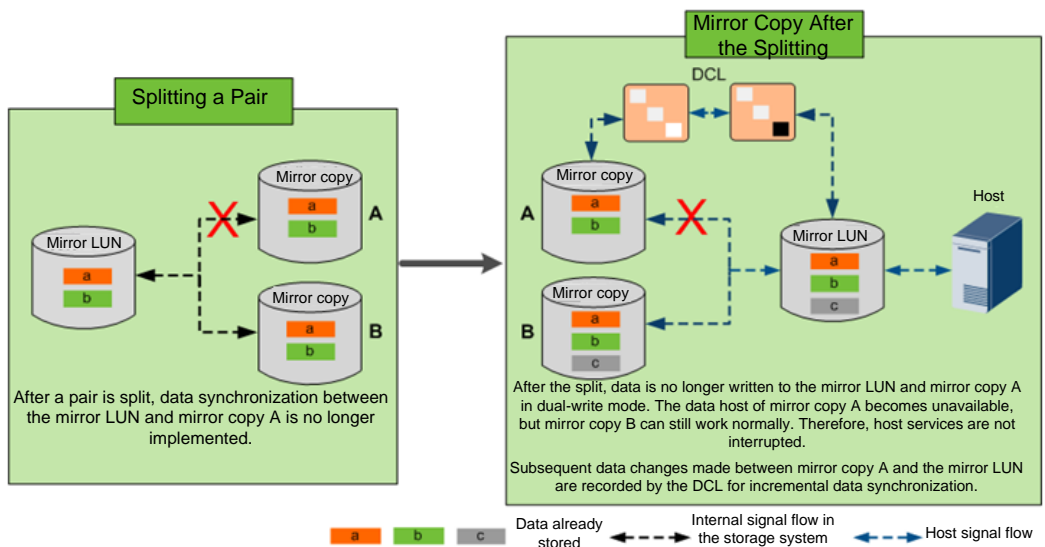 Splitting a Pair
Mirror LUN
a
b
Mirror copy
a
b
A
Mirror copy
a
b
B
After a pair is split, data synchronization between
the mirror LUN and mirror copy A is no longer
implemented.
Mirror Copy After
the Splitting
DCL
Mirror copy
a
b
A
Mirror copy
a
b
c
B
Mirror LUN
a
b
c
Host
After the split, data is no longer written to the mirror LUN and mirror copy A
in dual-write mode. The data host of mirror copy A becomes unavailable,
but mirror copy B can still work normally. Therefore, host services are not
interrupted.
Subsequent data changes made between mirror copy A and the mirror LUN
are recorded by the DCL for incremental data synchronization.
a
b
c
Data already
stored
Internal signal flow in
the storage system
Host signal flow